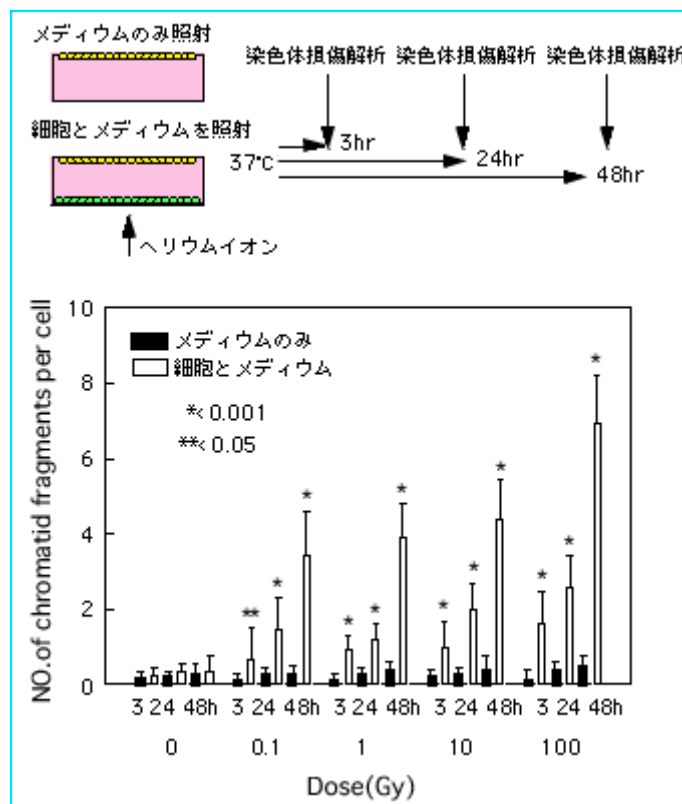 メディウムのみ照射
染色体損傷解析 染色体損傷解析 染色体損傷解析
細胞とメディウムを照射
37°C
3hr
24hr
48hr
ヘリウムイオン
NO.of chromatid fragments per cell
10
8
6
4
2
0
メディウムのみ
細胞とメディウム
*< 0.001
**< 0.05
** * * * * * * * * * * *
3 24 48h 3 24 48h 3 24 48h 3 24 48h 3 24 48h
0 0.1 1 10 100
Dose(Gy)